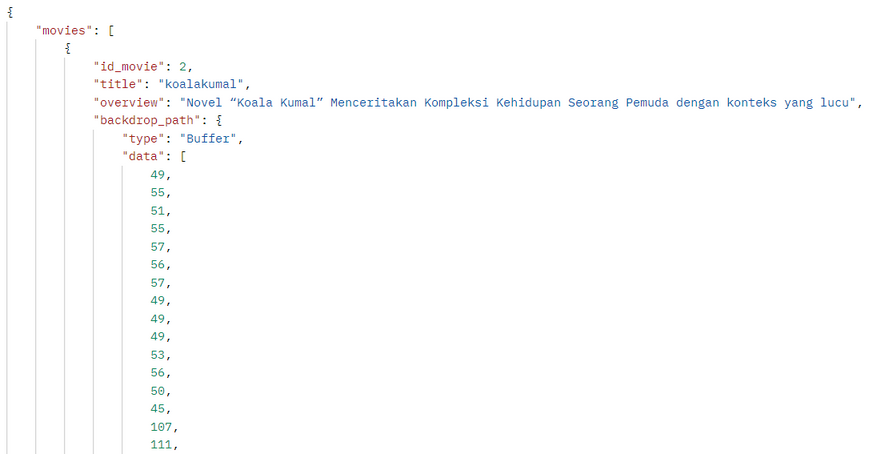 {
"movies": [
{
"id_movie": 2,
"title": "koalakumal",
"overview": "Novel “Koala Kumal” Menceritakan Kompleksi Kehidupan Seorang Pemuda dengan konteks yang lucu",
"backdrop_path": {
"type": "Buffer",
"data": [
49,
55,
51,
55,
57,
56,
57,
49,
49,
49,
53,
56,
50,
45,
107,
111,